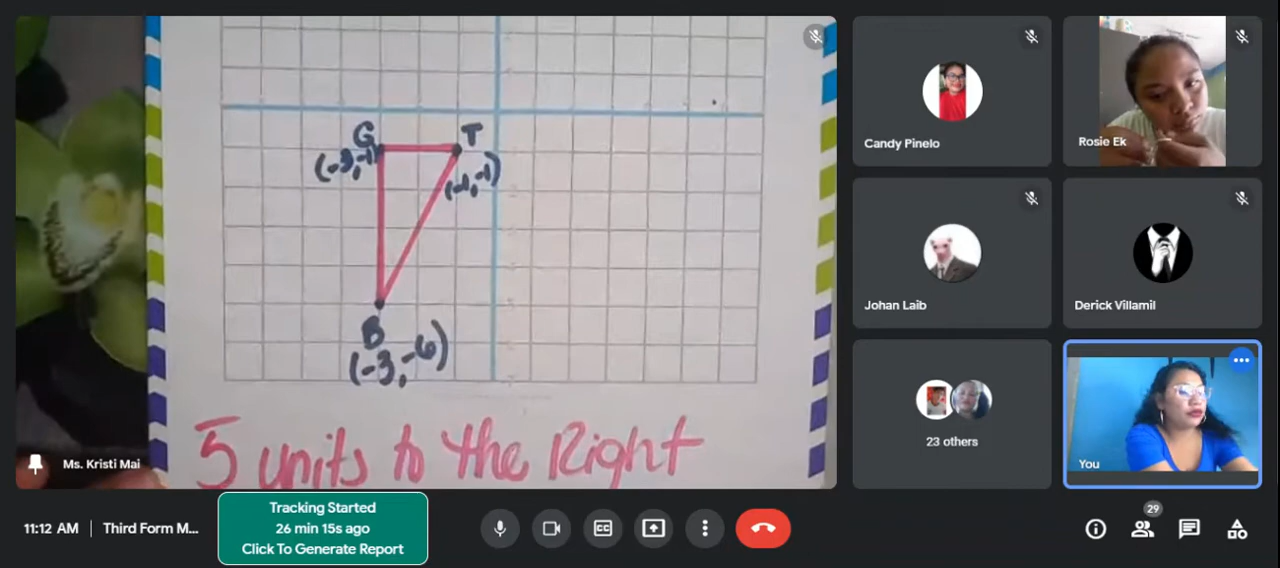 G
T
(-3,-1)
(-1,-1)
B
(-3,-6)
5 units to the Right
Ms. Kristi Mai
Candy Pinelo
Rosie Ek
Johan Laib
Derick Villamil
23 others
You
11:12 AM | Third Form M...
Tracking Started
26 min 15s ago
Click To Generate Report
CC
29